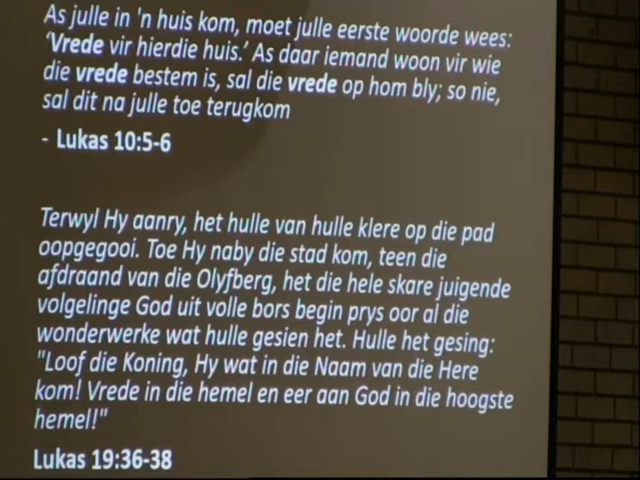 As julle in 'n huis kom, moet julle eerste woorde wees:
'Vrede vir hierdie huis.' As daar iemand woon vir wie
die vrede bestem is, sal die vrede op hom bly; so nie,
sal dit na julle toe terugkom
- Lukas 10:5-6
Terwyl Hy aanry, het hulle van hulle klere op die pad
oopgegooi. Toe Hy naby die stad kom, teen die
afdraand van die Olyfberg, het die hele skare juigende
volgelinge God uit volle bors begin prys oor al die
wonderwerke wat hulle gesien het. Hulle het gesing:
"Loof die Koning, Hy wat in die Naam van die Here
kom! Vrede in die hemel en eer aan God in die hoogste
hemel!"
Lukas 19:36-38